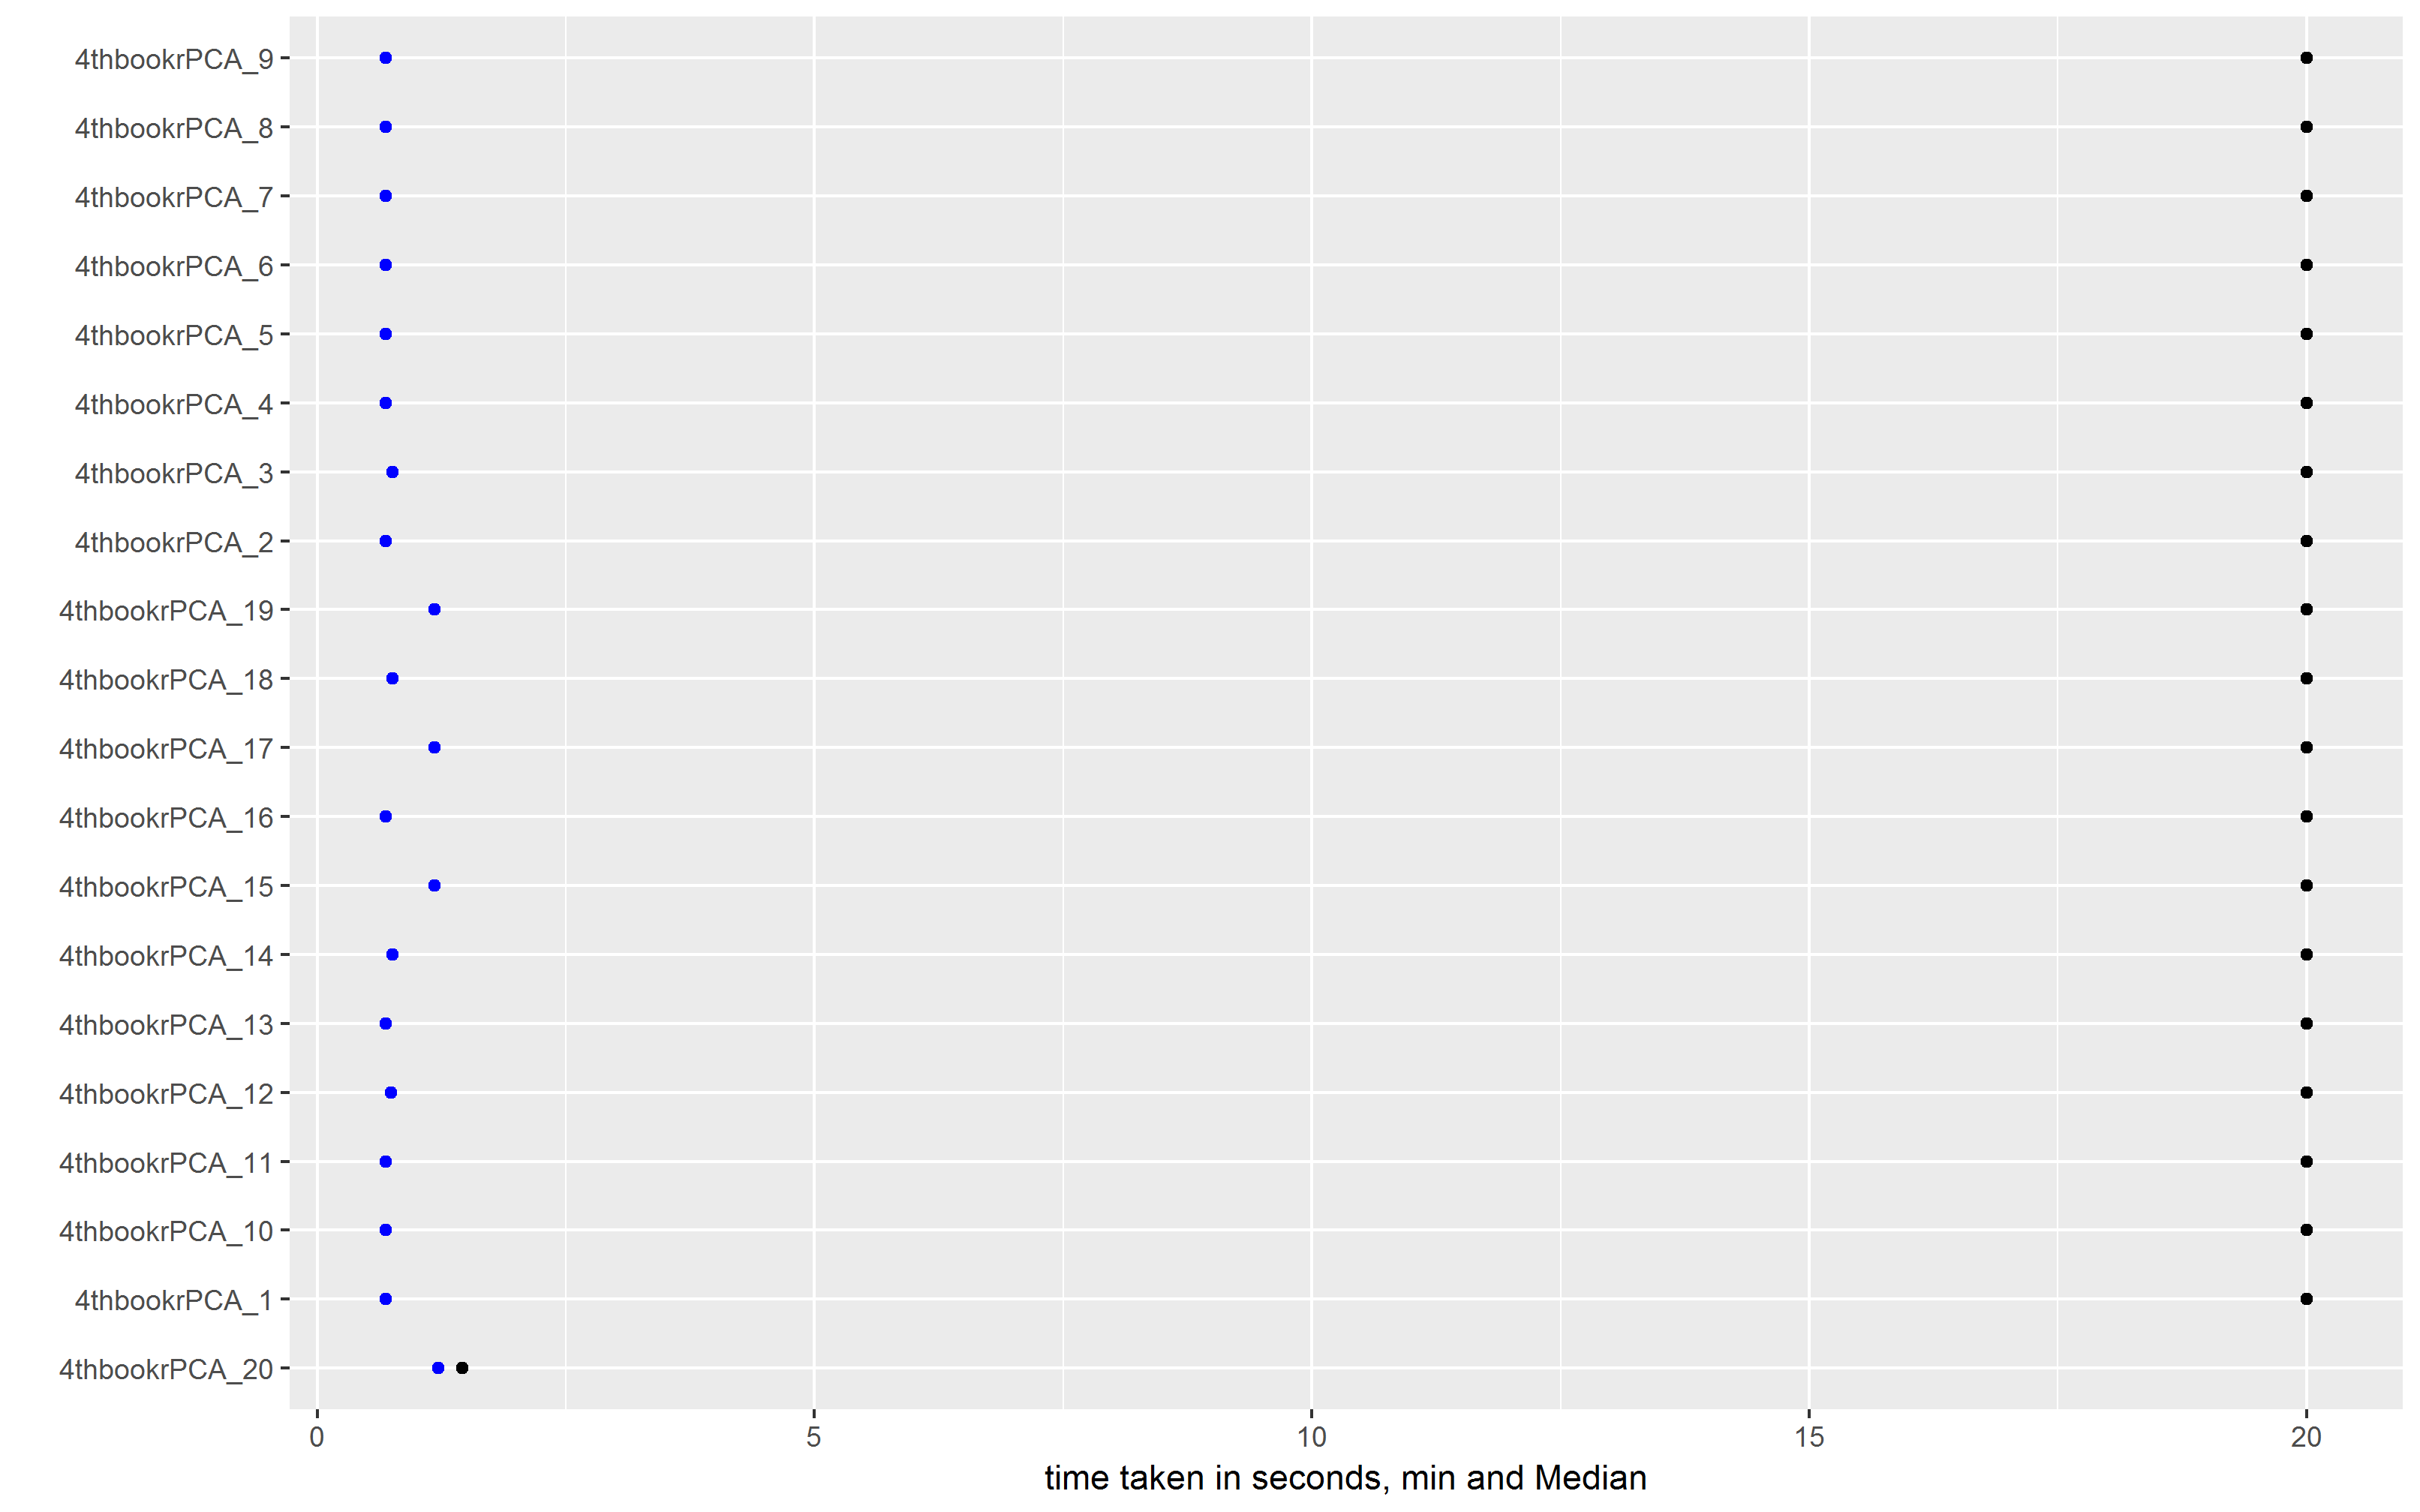 4thbookrPCA_9
4thbookrPCA_8
4thbookrPCA_7
4thbookrPCA_6
4thbookrPCA_5
4thbookrPCA_4
4thbookrPCA_3
4thbookrPCA_2
4thbookrPCA_19
4thbookrPCA_18
4thbookrPCA_17
4thbookrPCA_16
4thbookrPCA_15
4thbookrPCA_14
4thbookrPCA_13
4thbookrPCA_12
4thbookrPCA_11
4thbookrPCA_10
4thbookrPCA_1
4thbookrPCA_20
0 5 10 15 20
time taken in seconds, min and Median